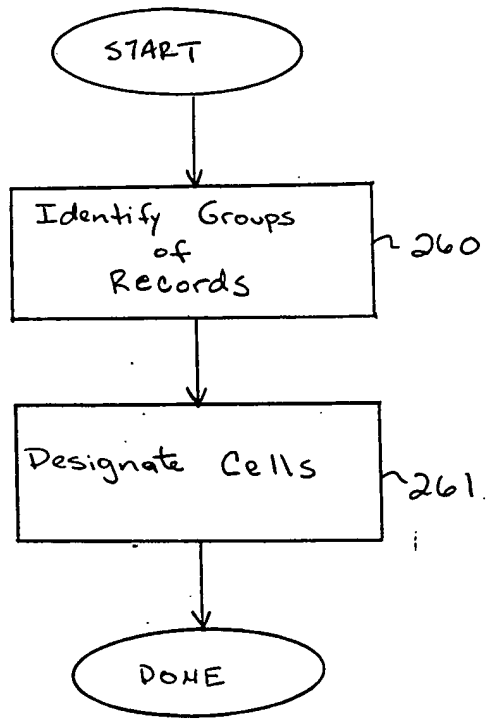 START
Identify Groups
of
Records
260
Designate Cells
261
DONE